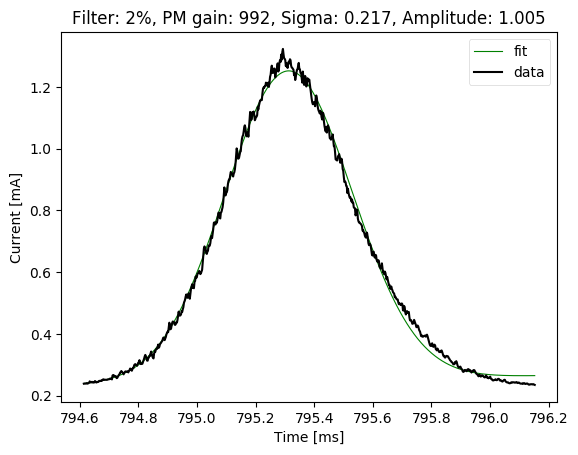 Filter: 2%, PM gain: 992, Sigma: 0.217, Amplitude: 1.005
fit
data
1.2
1.0
0.8
0.6
0.4
0.2
Current [mA]
794.6 794.8 795.0 795.2 795.4 795.6 795.8 796.0 796.2
Time [ms]